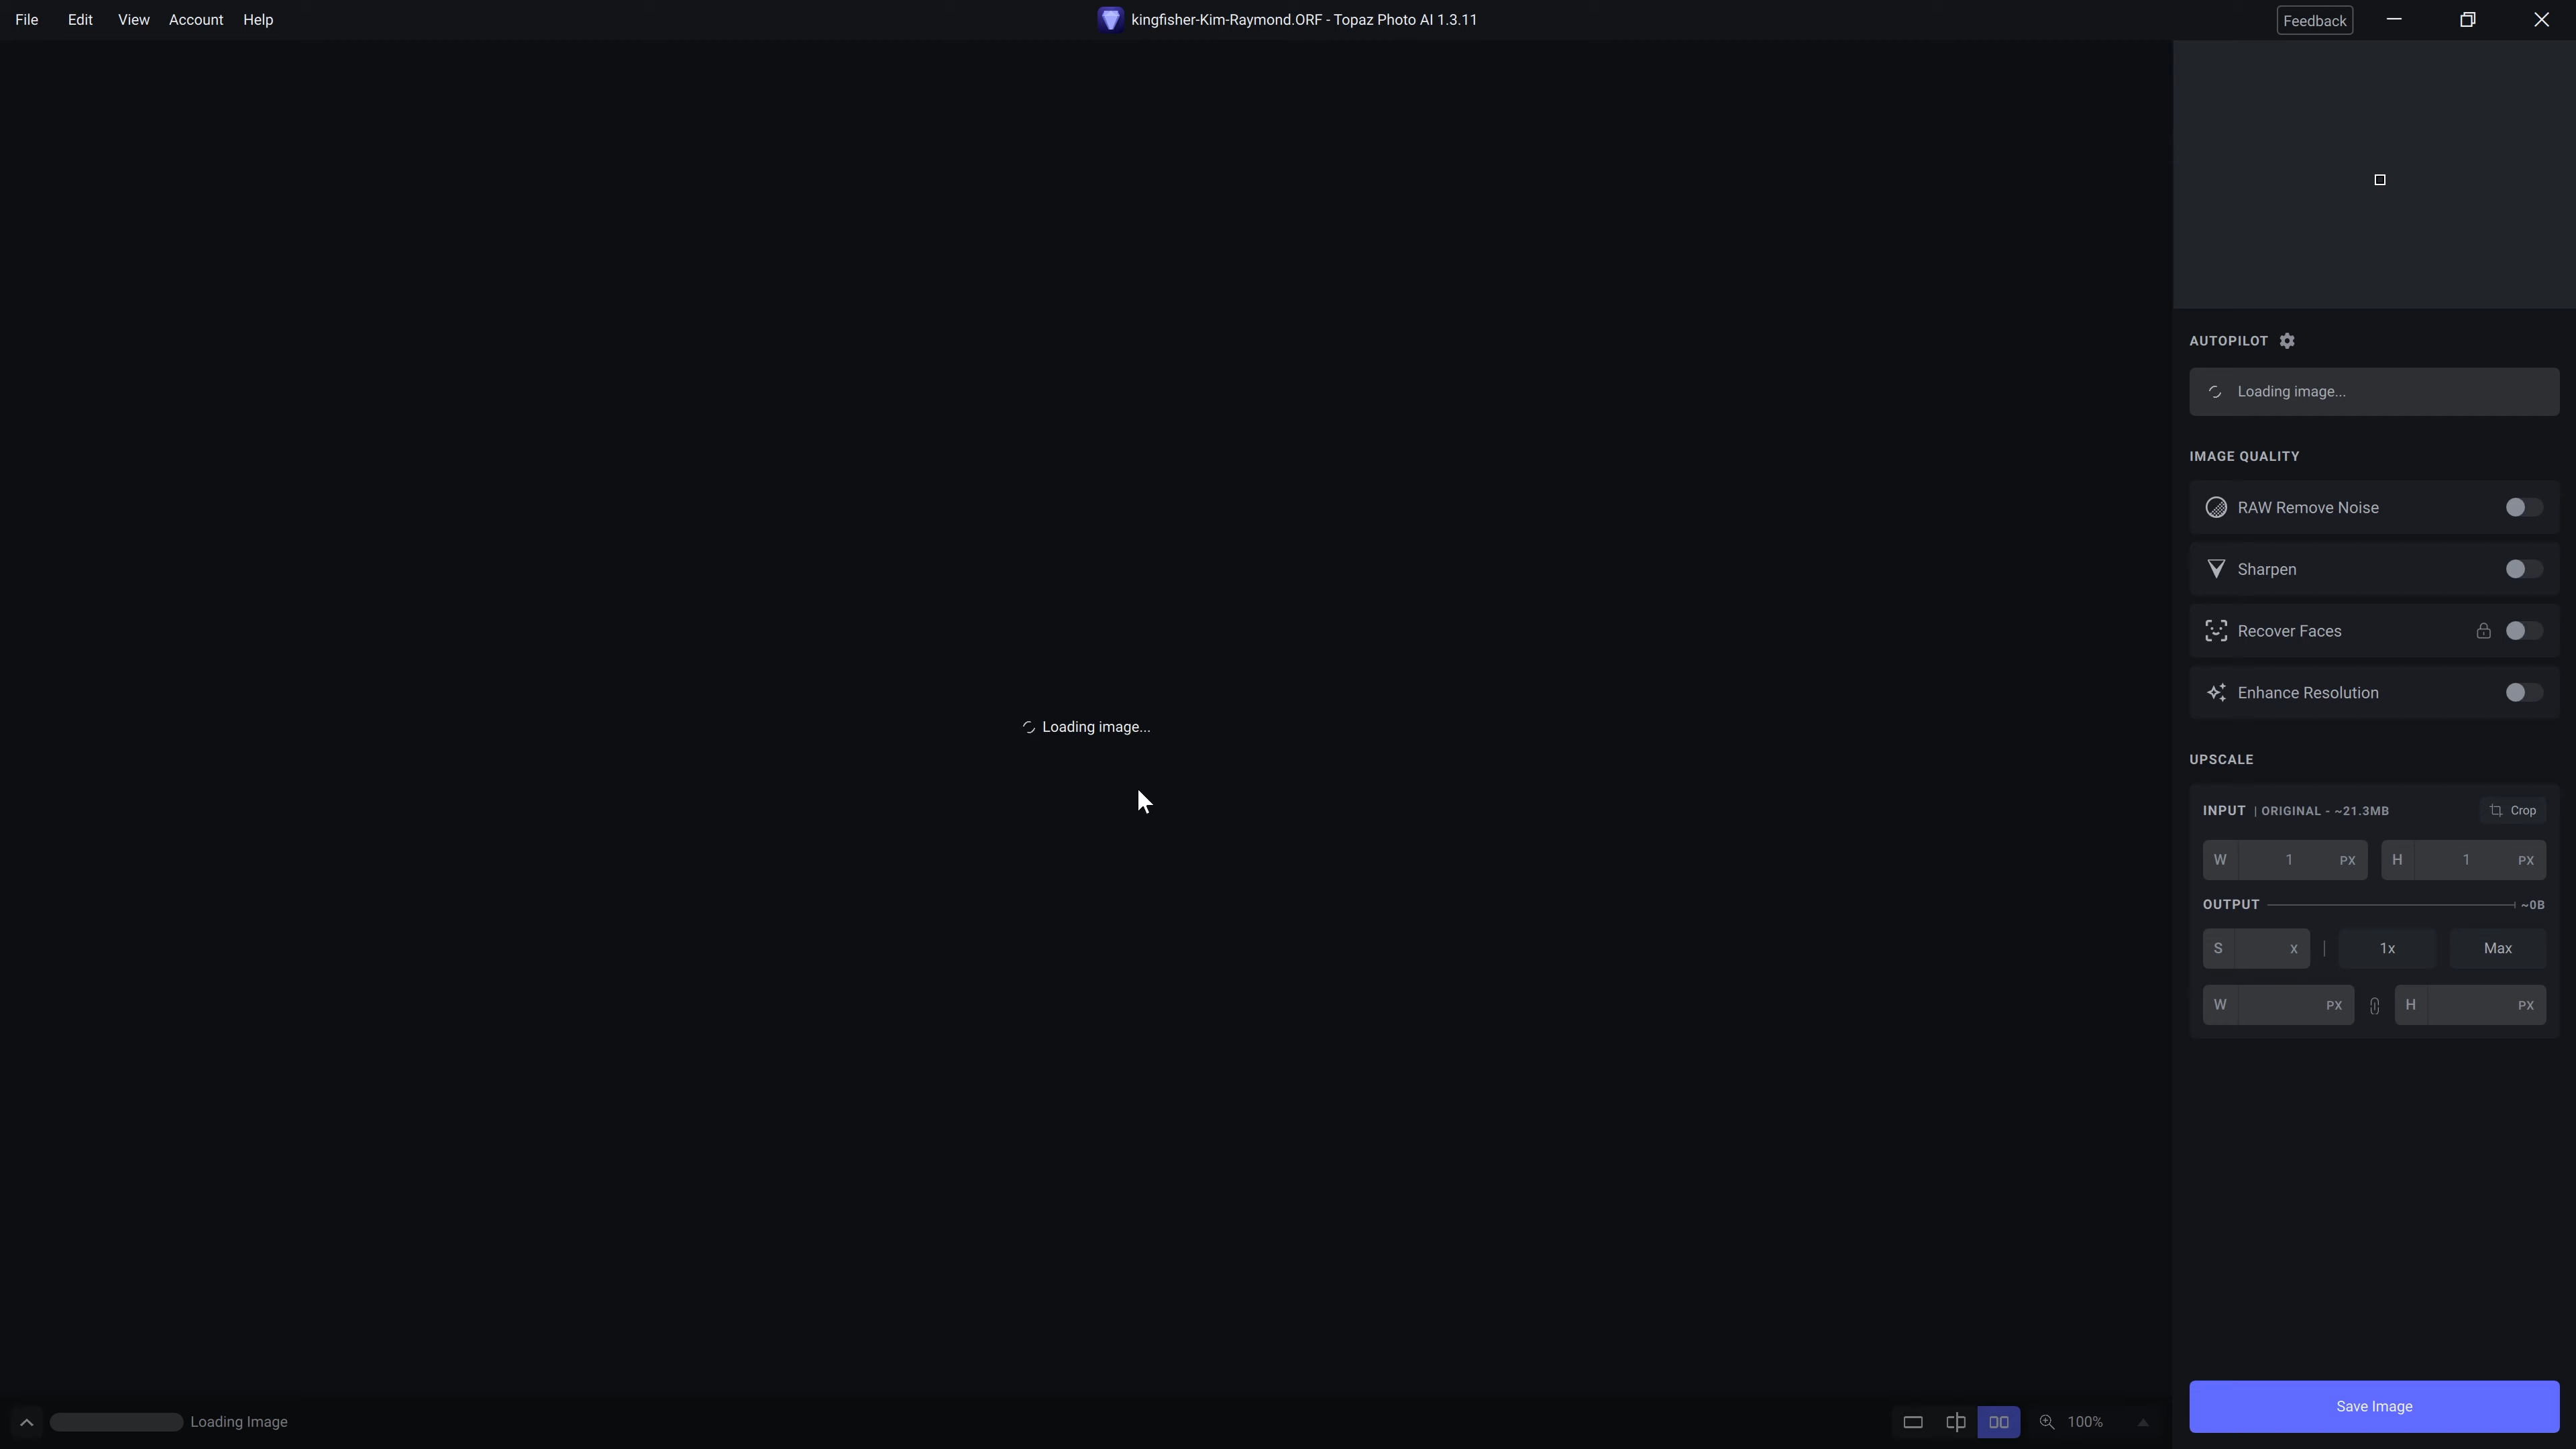 File Edit View Account Help
kingfisher-Kim-Raymond.ORF - Topaz Photo AI 1.3.11
Feedback
AUTOPILOT
Loading image...
IMAGE QUALITY
RAW Remove Noise
Sharpen
Recover Faces
Enhance Resolution
Loading image...
UPSCALE
INPUT | ORIGINAL - ~21.3MB Crop
W 1 PX H 1 PX
OUTPUT ~0B
S x | 1x Max
W PX H PX
Save Image
Loading Image
100%